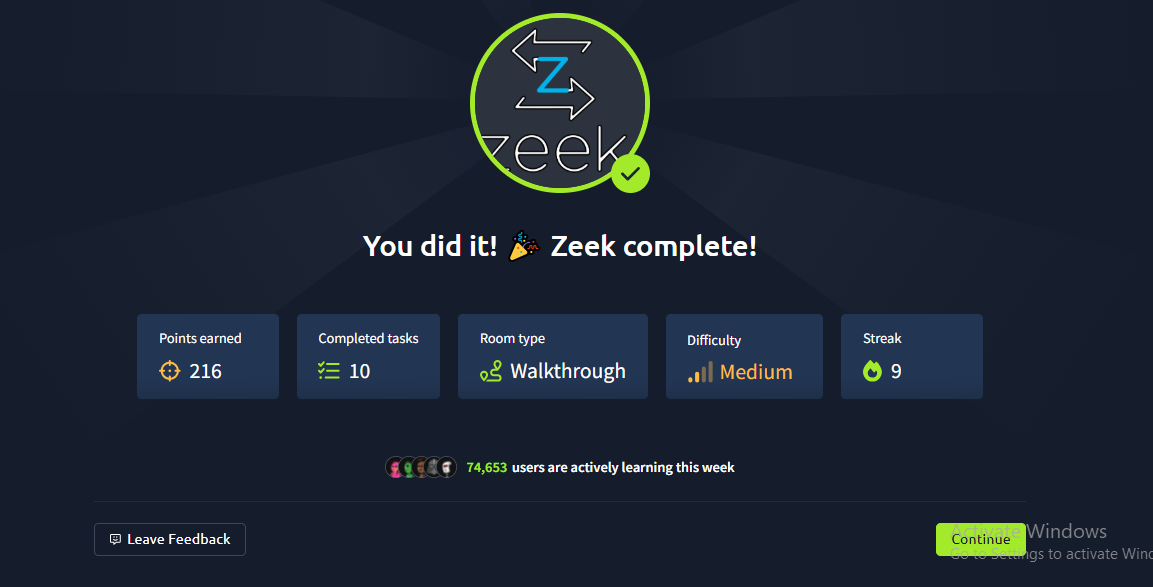 Z
zeek
You did it! 🎉 Zeek complete!
Points earned
216
Completed tasks
10
Room type
Walkthrough
Difficulty
Medium
Streak
9
74,653 users are actively learning this week
Leave Feedback
Continue
Activate Windows
Go to Settings to activate Wind